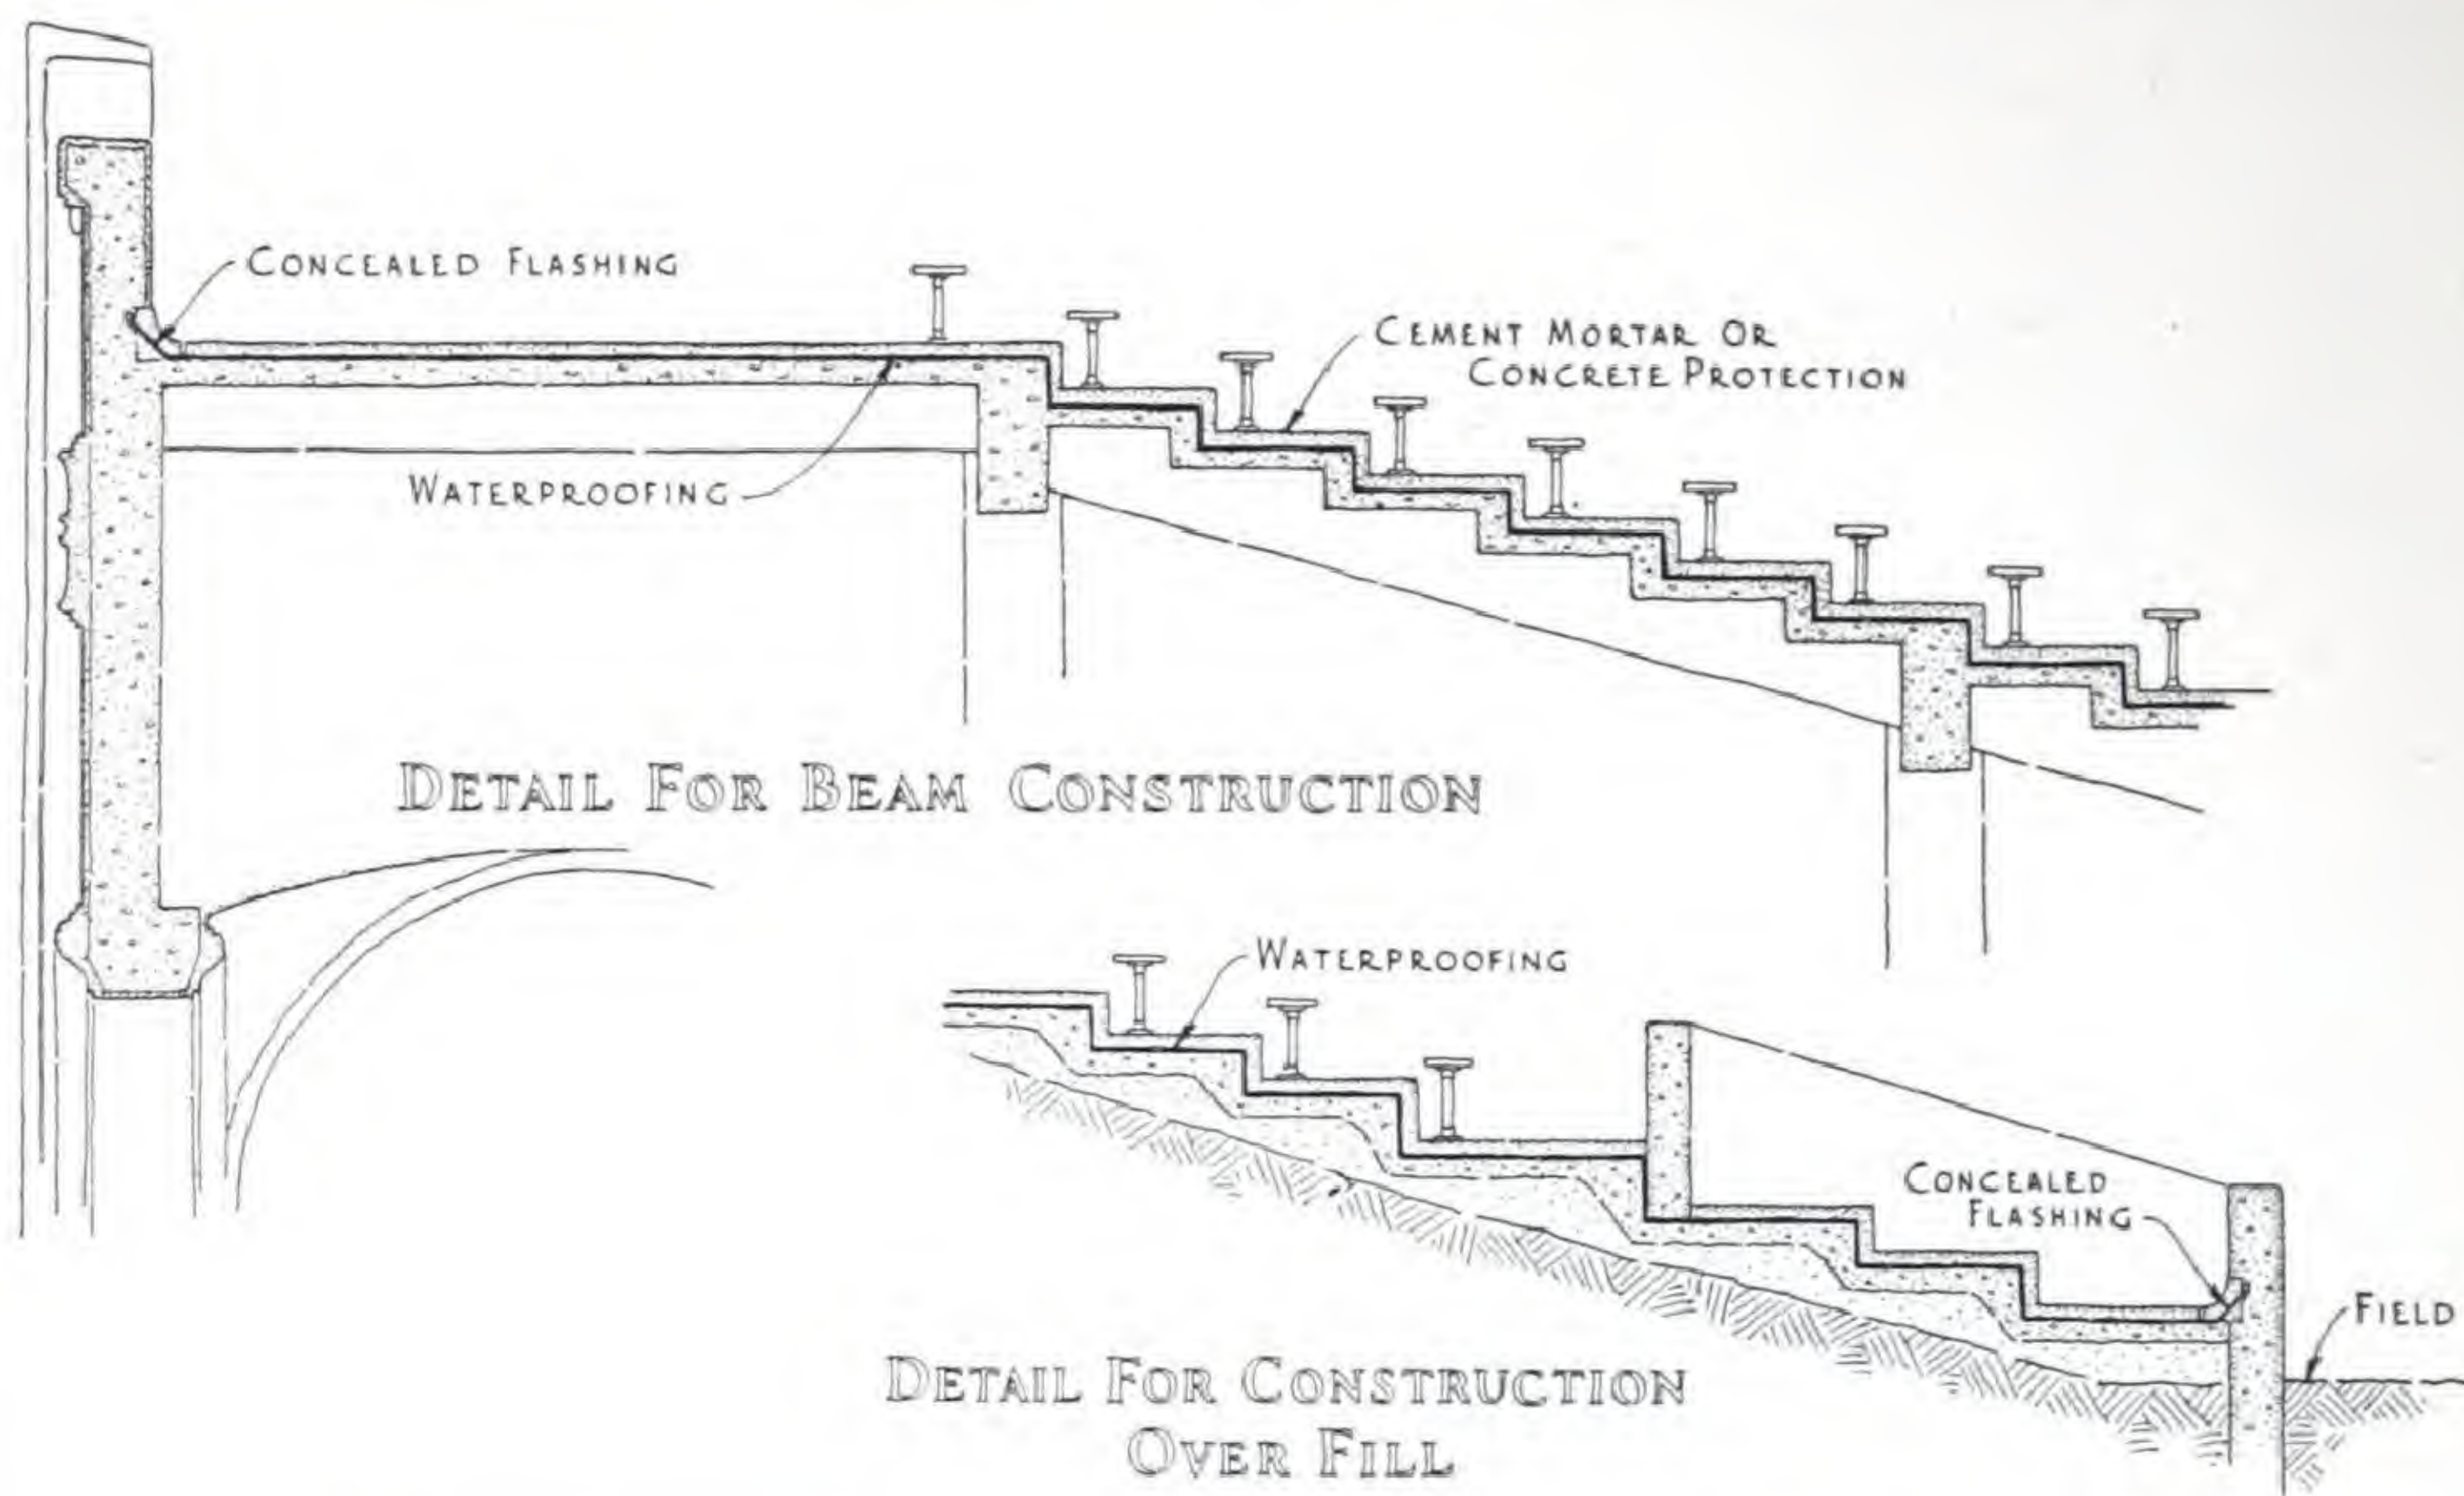 CONCEALED FLASHING
CEMENT MORTAR OR
CONCRETE PROTECTION
WATERPROOFING
DETAIL FOR BEAM CONSTRUCTION
WATERPROOFING
CONCEALED
FLASHING
FIELD
DETAIL FOR CONSTRUCTION
OVER FILL